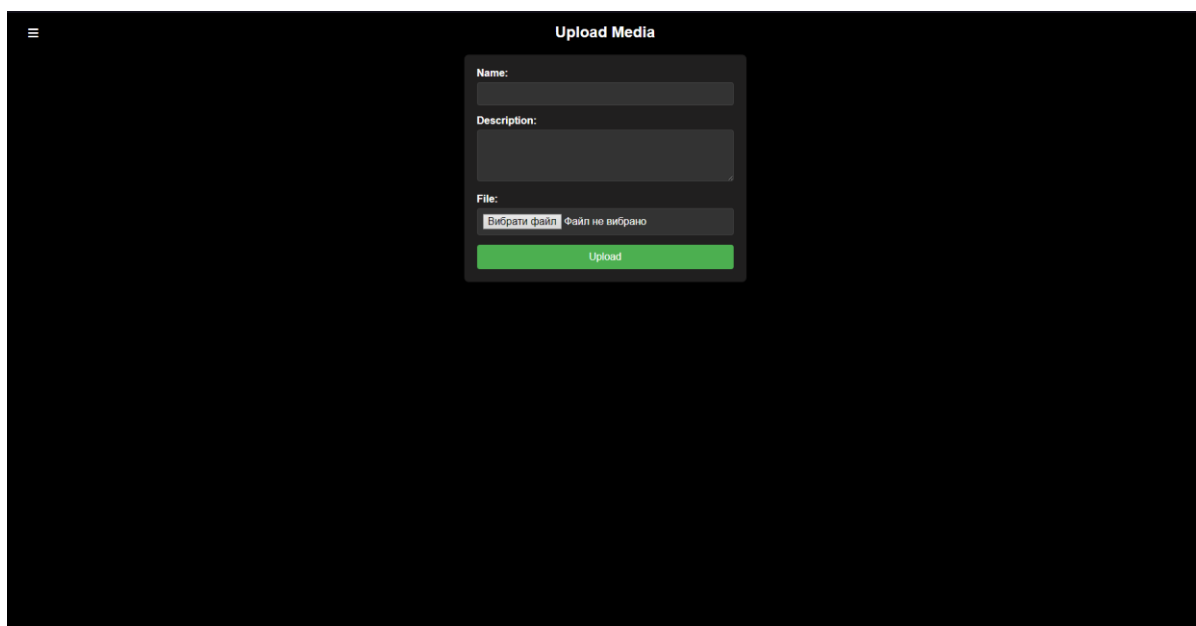 Upload Media
Name:
Description:
File:
Вибрати файл Файл не вибрано
Upload